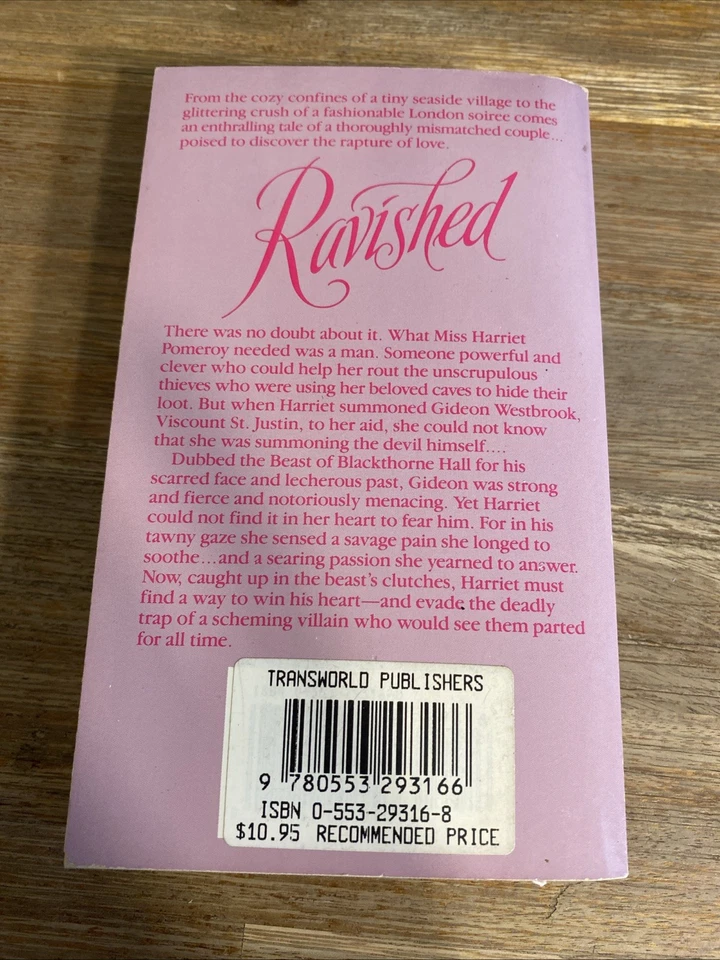 From the cozy confines of a tiny seaside village to the
glittering crush of a fashionable London soiree comes
an enthralling tale of a thoroughly mismatched couple...
poised to discover the rapture of love.
Ravished
There was no doubt about it. What Miss Harriet
Pomeroy needed was a man. Someone powerful and
clever who could help her rout the unscrupulous
thieves who were using her beloved caves to hide their
loot. But when Harriet summoned Gideon Westbrook,
Viscount St. Justin, to her aid, she could not know
that she was summoning the devil himself....
Dubbed the Beast of Blackthorne Hall for his
scarred face and lecherous past, Gideon was strong
and fierce and notoriously menacing. Yet Harriet
could not find it in her heart to fear him. For in his
tawny gaze she sensed a savage pain she longed to
soothe...and a searing passion she yearned to answer.
Now, caught up in the beast's clutches, Harriet must
find a way to win his heart—and evade the deadly
trap of a scheming villain who would see them parted
for all time.
TRANSWORLD PUBLISHERS
9 780553 293166
ISBN 0-553-29316-8
$10.95 RECOMMENDED PRICE